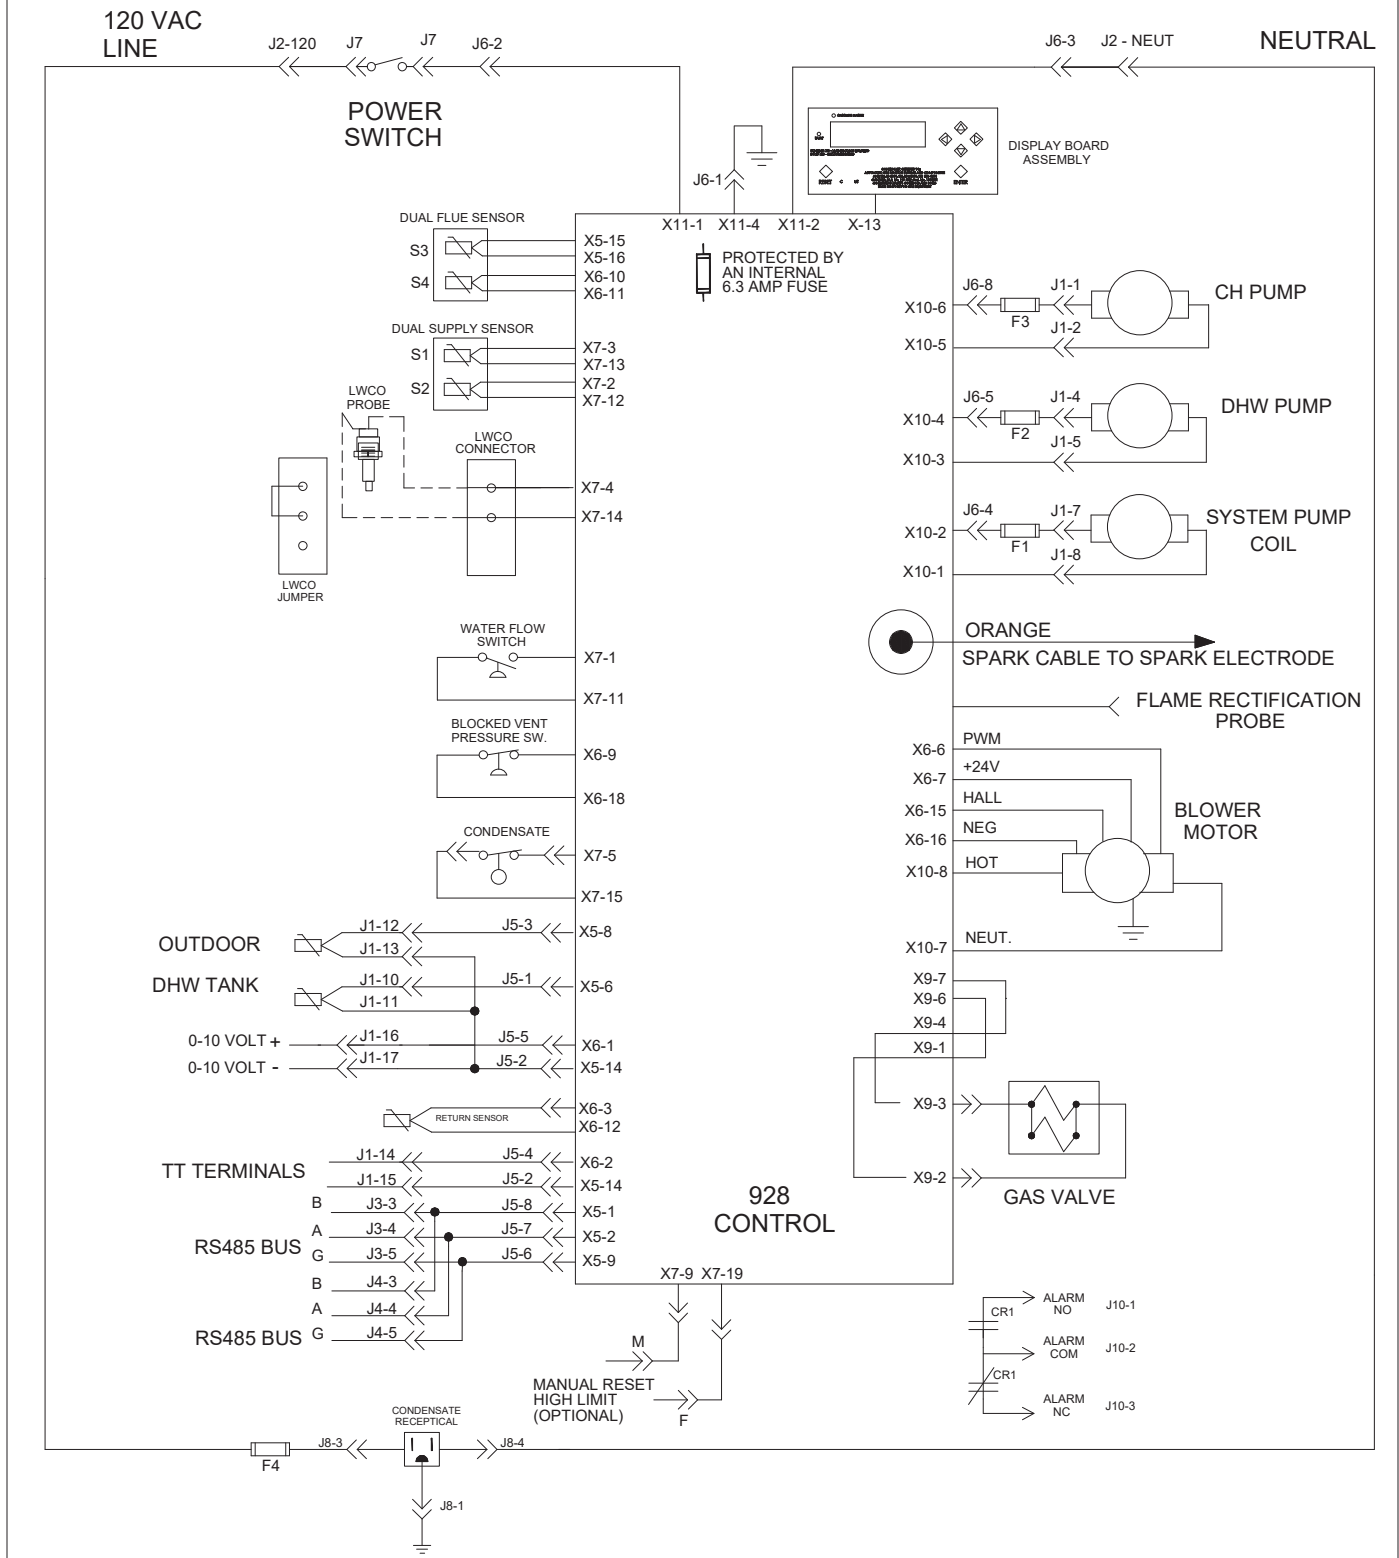 120 VAC
LINE
J2-120
J7
J7
J6-2
J6-3
J2 - NEUT
NEUTRAL
POWER
SWITCH
DISPLAY BOARD
ASSEMBLY
RESET
ENTER
J6-1
X11-1
X11-4
X11-2
X-13
PROTECTED BY
AN INTERNAL
6.3 AMP FUSE
DUAL FLUE SENSOR
S3
S4
X5-15
X5-16
X6-10
X6-11
DUAL SUPPLY SENSOR
S1
S2
X7-3
X7-13
X7-2
X7-12
LWCO
PROBE
LWCO
CONNECTOR
X7-4
X7-14
LWCO
JUMPER
WATER FLOW
SWITCH
X7-1
X7-11
BLOCKED VENT
PRESSURE SW.
X6-9
X6-18
CONDENSATE
X7-5
X7-15
OUTDOOR
J1-12
J5-3
X5-8
J1-13
DHW TANK
J1-10
J5-1
X5-6
J1-11
0-10 VOLT +
J1-16
J5-5
X6-1
0-10 VOLT -
J1-17
J5-2
X5-14
RETURN SENSOR
X6-3
X6-12
TT TERMINALS
J1-14
J5-4
X6-2
J1-15
J5-2
X5-14
RS485 BUS
B
J3-3
J5-8
X5-1
A
J3-4
J5-7
X5-2
G
J3-5
J5-6
X5-9
RS485 BUS
B
J4-3
A
J4-4
G
J4-5
X10-6
J6-8
F3
J1-1
CH PUMP
X10-5
J1-2
X10-4
J6-5
F2
J1-4
DHW PUMP
X10-3
J1-5
X10-2
J6-4
F1
J1-7
SYSTEM PUMP
COIL
X10-1
J1-8
ORANGE
SPARK CABLE TO SPARK ELECTRODE
FLAME RECTIFICATION
PROBE
X6-6
PWM
X6-7
+24V
X6-15
HALL
X6-16
NEG
X10-8
HOT
X10-7
NEUT.
BLOWER
MOTOR
X9-7
X9-6
X9-4
X9-1
X9-3
X9-2
GAS VALVE
928
CONTROL
X7-9
X7-19
M
MANUAL RESET
HIGH LIMIT
(OPTIONAL)
F
CR1
ALARM
NO
J10-1
ALARM
COM
J10-2
CR1
ALARM
NC
J10-3
CONDENSATE
RECEPTICAL
F4
J8-3
J8-4
J8-1